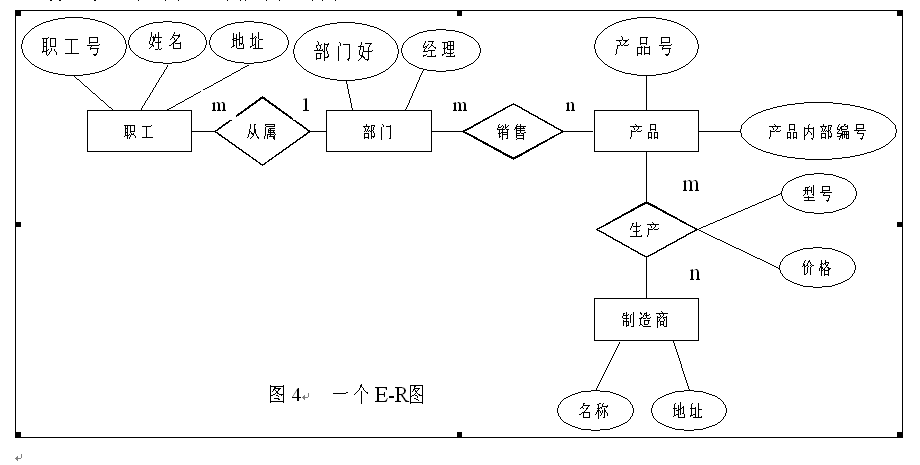 职工号 姓名 地址 部门好 经理 产品号
m 1 m n
职工 从属 部门 销售 产品 产品内部编号
m
型号
生产
价格
n
制造商
图 4 一个 E-R图
名称 地址